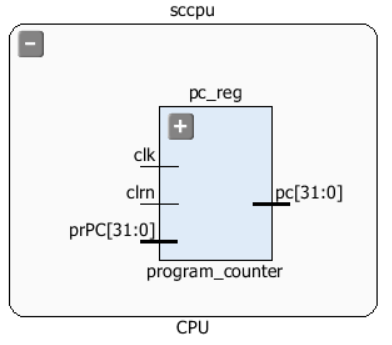 sccpu
pc_reg
clk
clrn
pc[31:0]
prPC[31:0]
program_counter
CPU